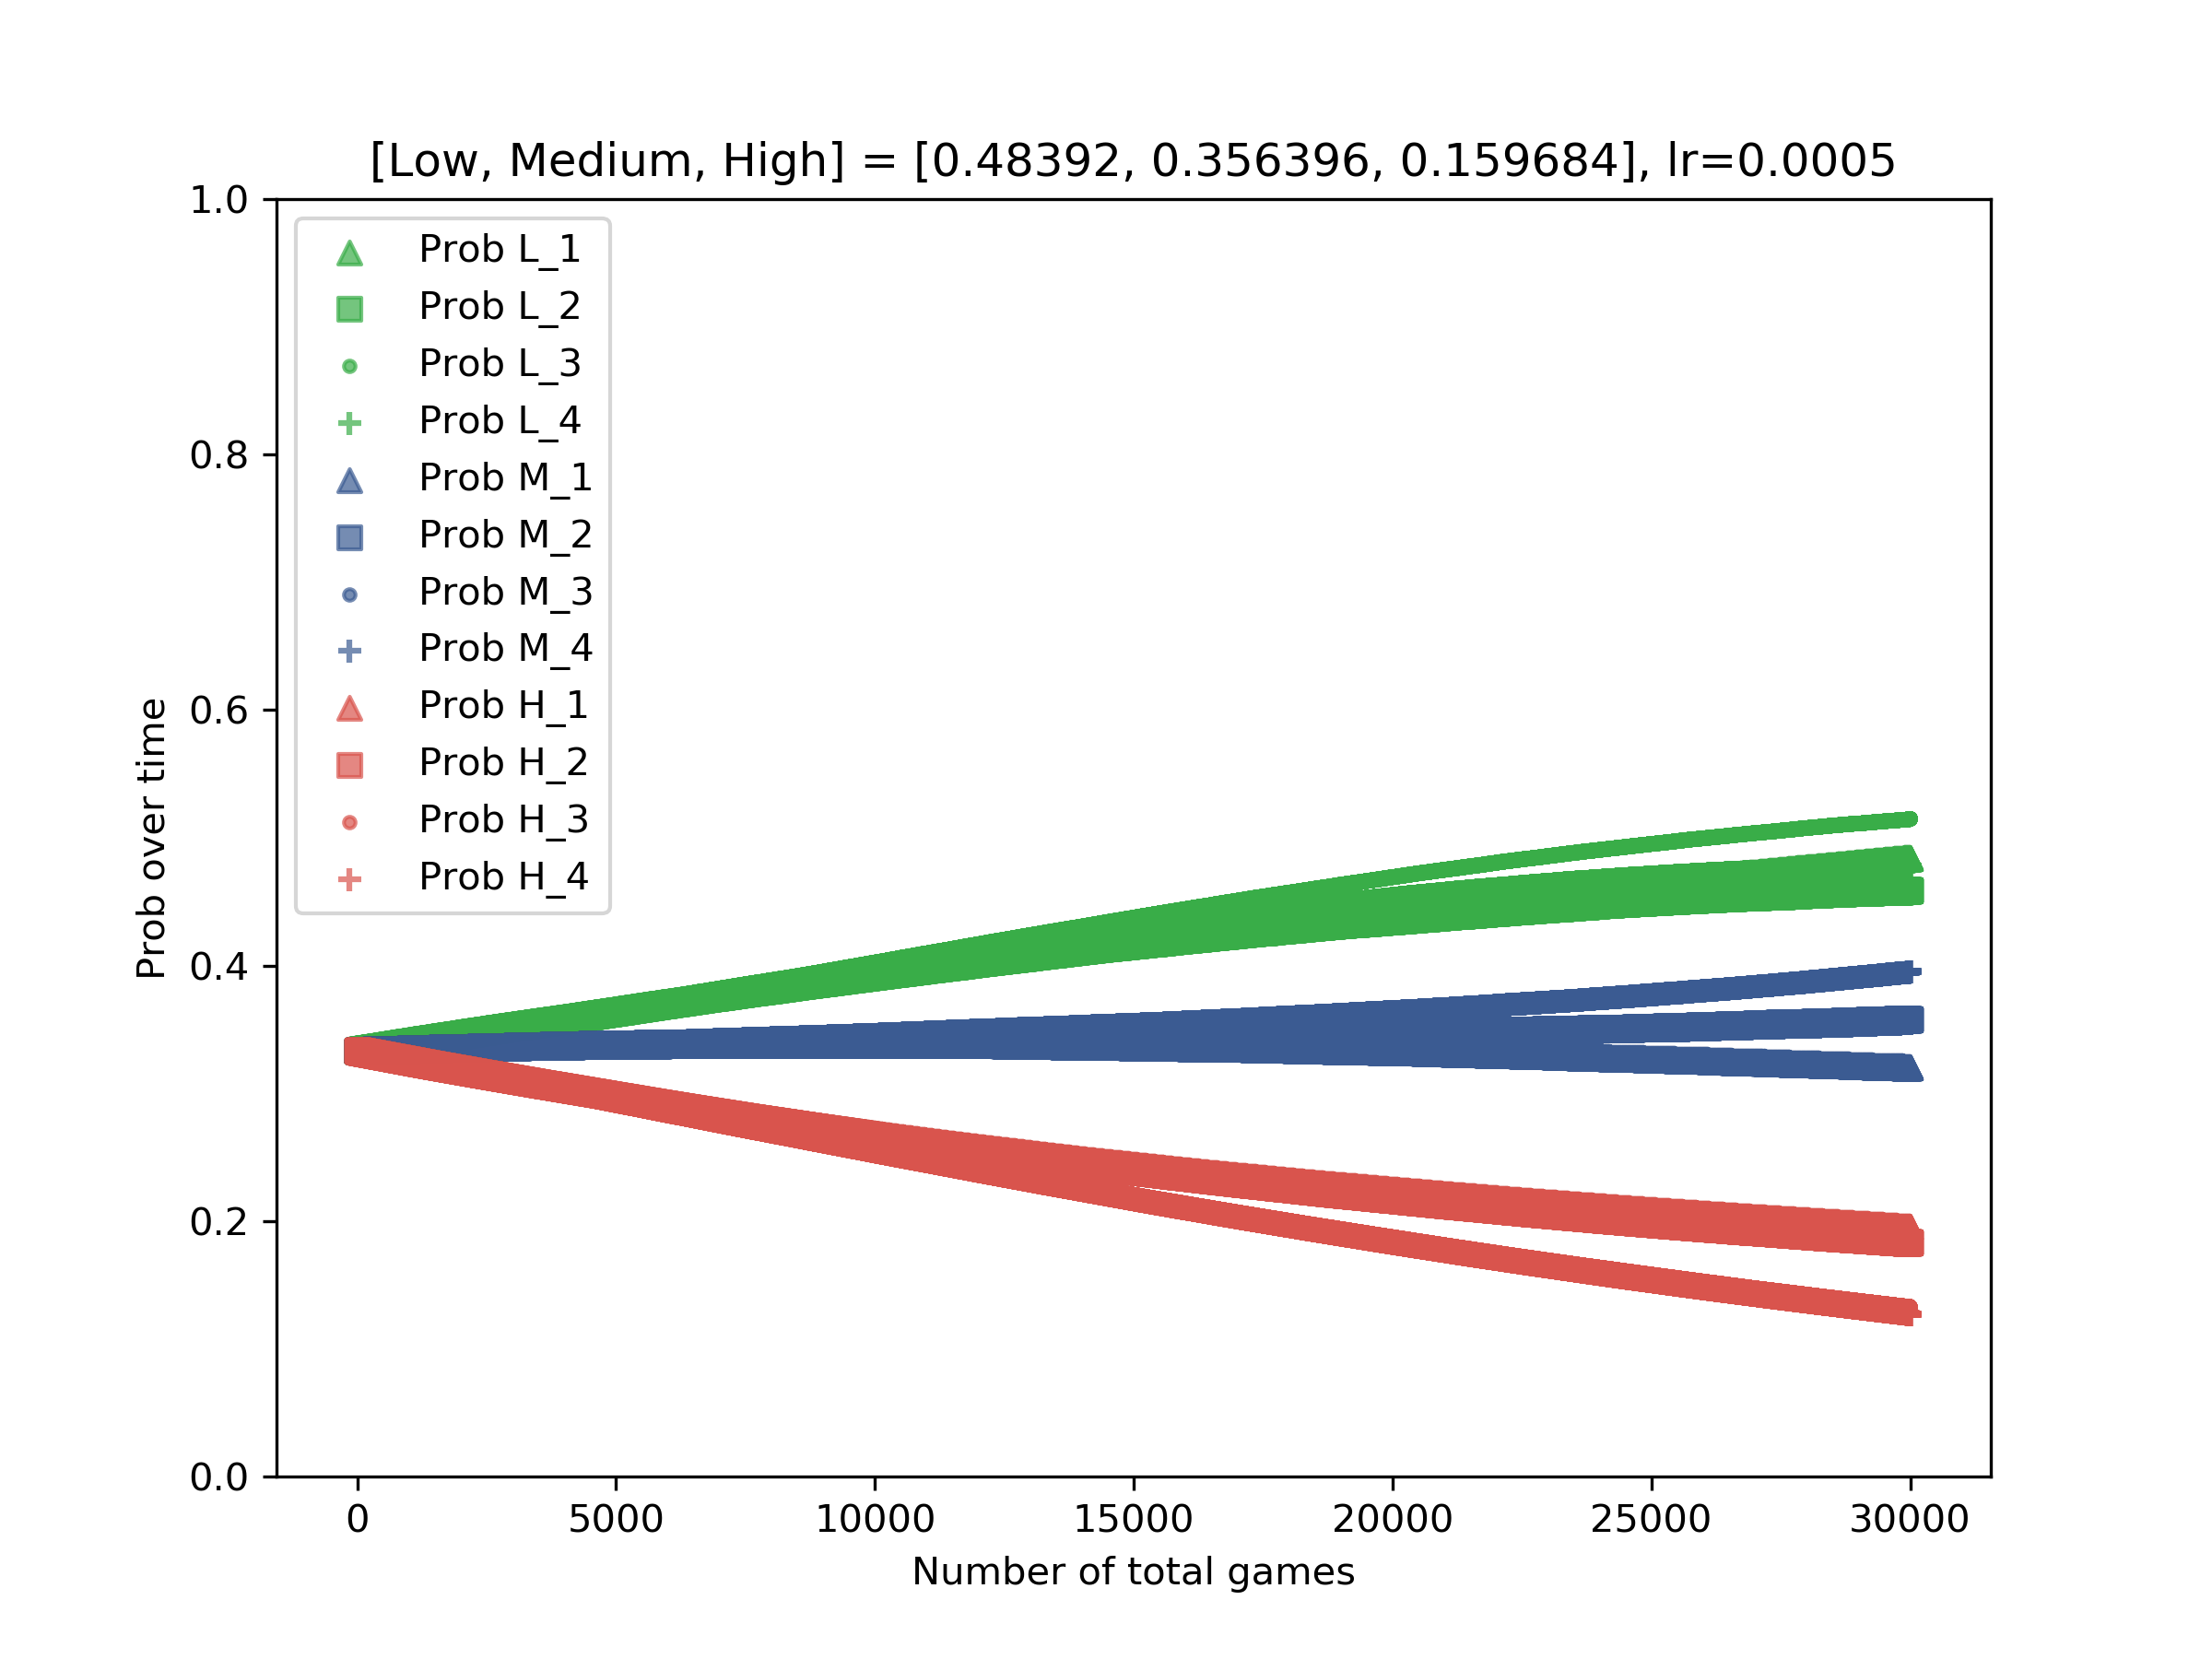 [Low, Medium, High] = [0.48392, 0.356396, 0.159684], lr=0.0005
1.0
0.8
0.6
0.4
0.2
0.0
Prob over time
Prob L_1
Prob L_2
Prob L_3
Prob L_4
Prob M_1
Prob M_2
Prob M_3
Prob M_4
Prob H_1
Prob H_2
Prob H_3
Prob H_4
0 5000 10000 15000 20000 25000 30000
Number of total games